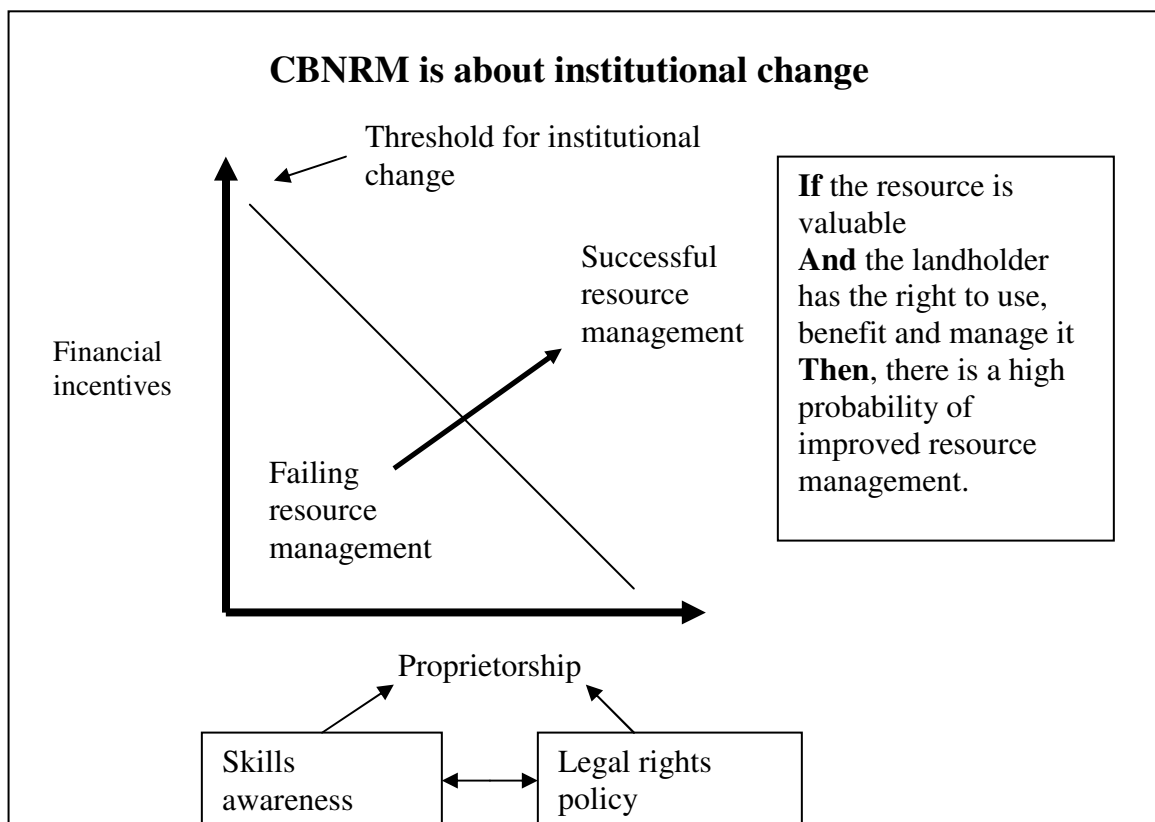 CBNRM is about institutional change
Threshold for institutional
change
If the resource is
valuable
And the landholder
has the right to use,
benefit and manage it
Then, there is a high
probability of
improved resource
management.
Successful
resource
management
Financial
incentives
Failing
resource
management
Proprietorship
Skills
awareness
Legal rights
policy